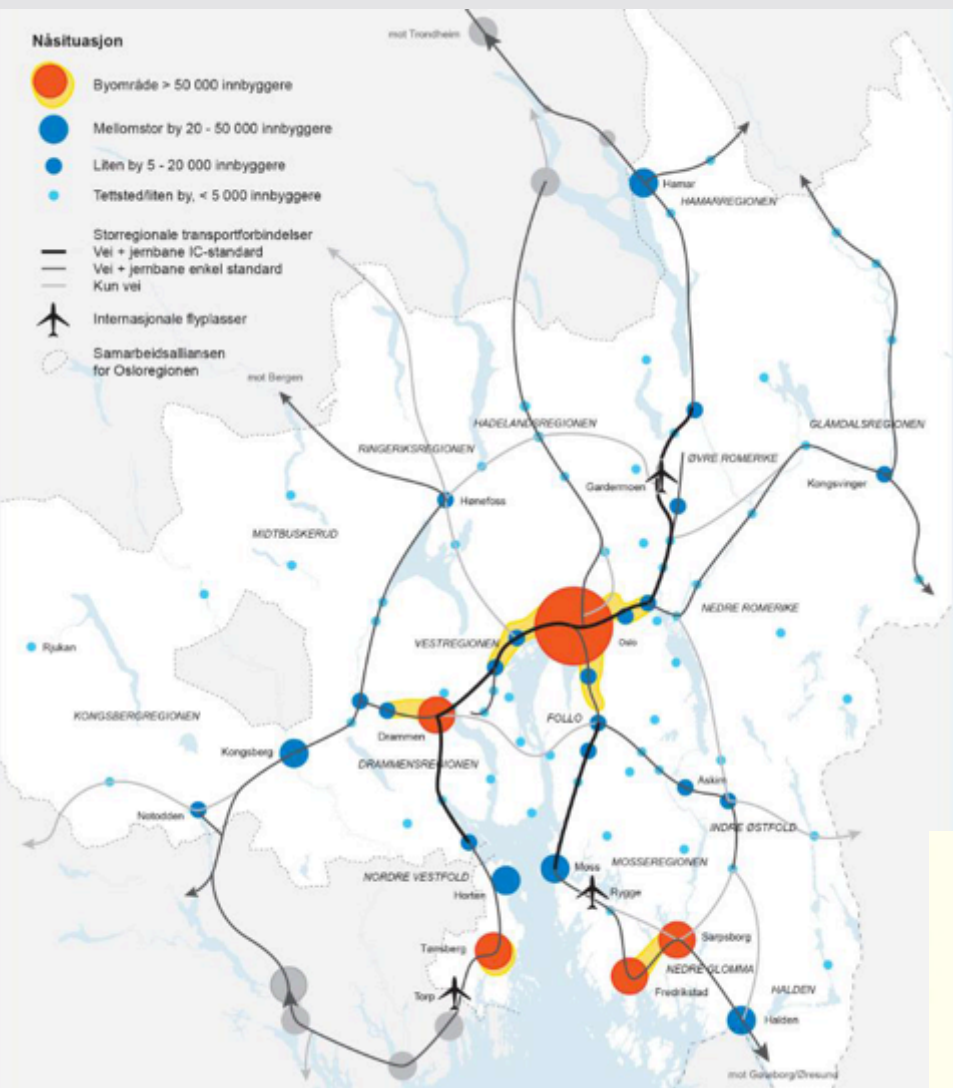 Nåsituasjon
Byområde > 50 000 innbyggere
Mellomstor by 20 - 50 000 innbyggere
Liten by 5 - 20 000 innbyggere
Tettsted/liten by, < 5 000 innbyggere
Storregionale transportforbindelser
Vei + jernbane IC-standard
Vei + jernbane enkel standard
Kun vei
Internasjonale flyplasser
Samarbeidsalliansen
for Osloregionen
mot Trondheim
Hamar
HAMARREGIONEN
mot Bergen
HADELANDSREGIONEN
GLÅMDALSREGIONEN
RINGERIKSREGIONEN
ØVRE ROMERIKE
Gardermoen
Kongsvinger
Hønefoss
MIDTBUSKERUD
NEDRE ROMERIKE
VESTREGIONEN
Oslo
Rjukan
KONGSBERGREGIONEN
FOLLO
Drammen
Kongsberg
DRAMMENSREGIONEN
Askim
Notodden
INDRE ØSTFOLD
Moss
MOSSEREGIONEN
NORDRE VESTFOLD
Horten
Rygge
Sarpsborg
Tønsberg
NEDRE GLOMMA
Fredrikstad
HALDEN
Torp
Halden
mot Gøteborg/Øresund